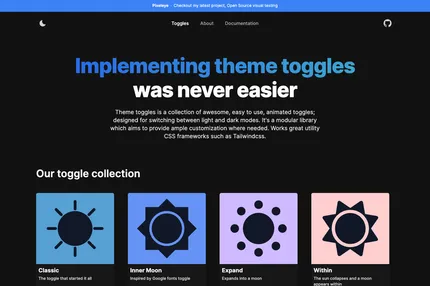 Pixeleye Checkout my latest project, Open Source visual testing
Toggles About Documentation
Implementing theme toggles
was never easier
Theme toggles is a collection of awesome, easy to use, animated toggles;
designed for switching between light and dark modes. It's a modular library
which aims to provide ample customization where needed. Works great utility
CSS frameworks such as Tailwindcss.
Our toggle collection
Classic
The toggle that started it all
Inner Moon
Inspired by Google fonts toggle
Expand
Expands into a moon
Within
The sun collapses and a moon
appears within